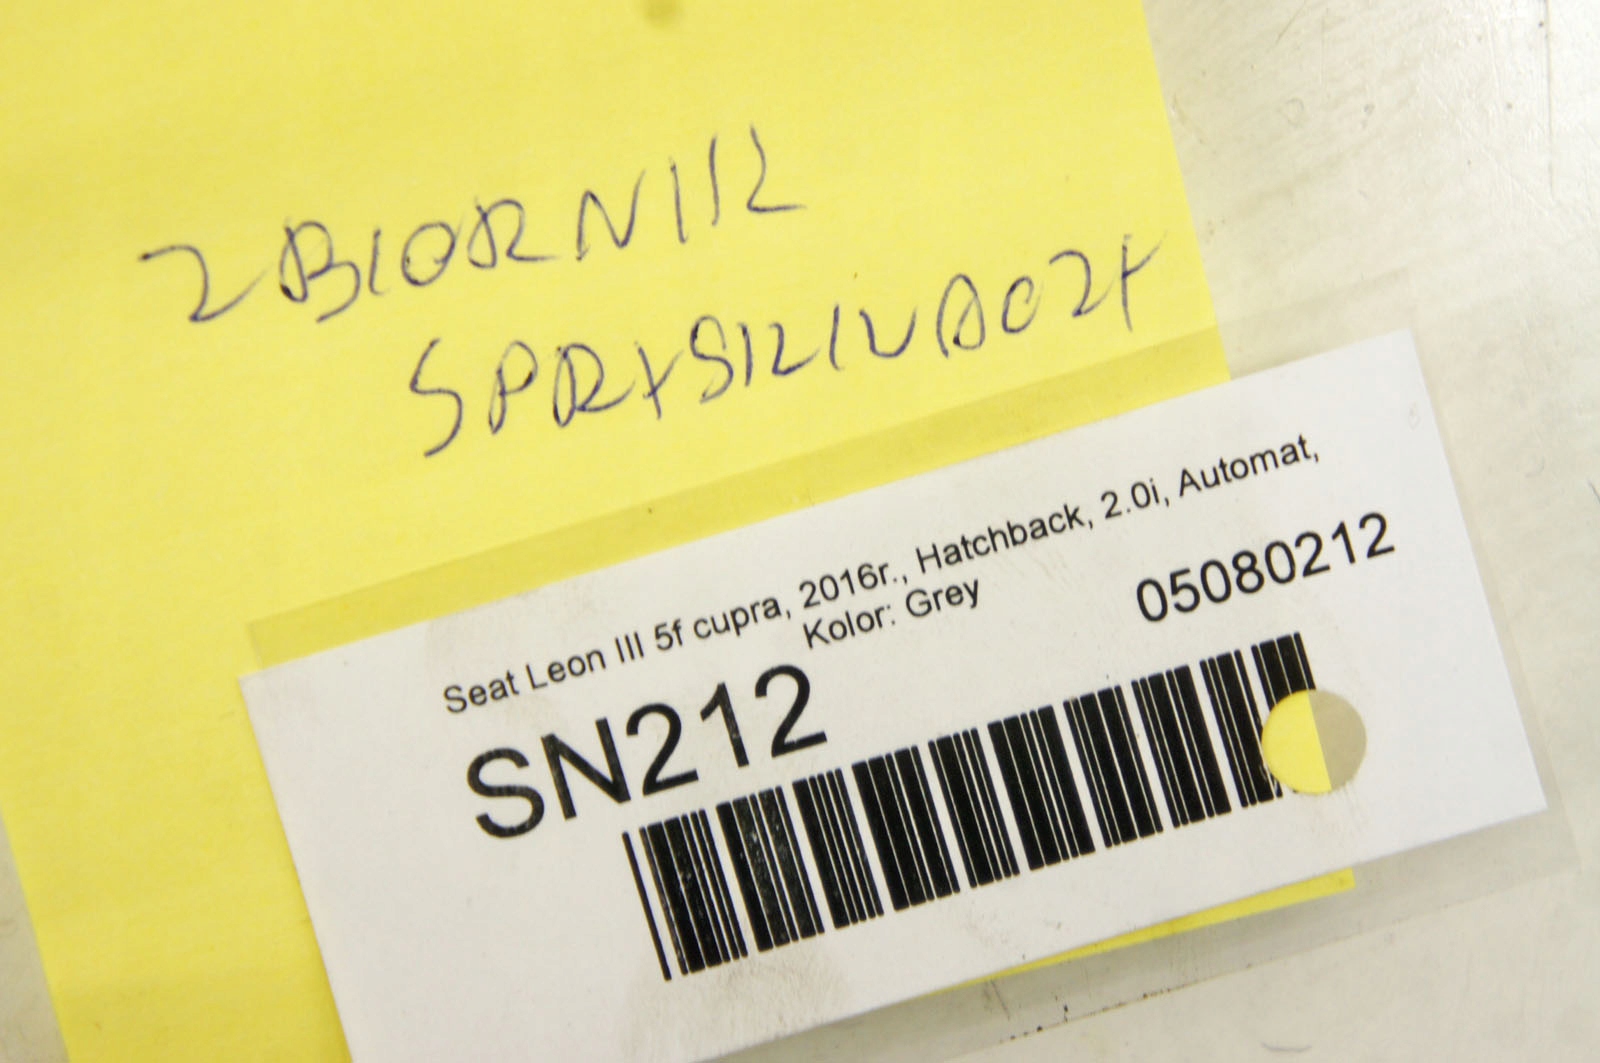 ZBIORNIK
SPRYSKIWACZY
Seat Leon III 5f cupra, 2016r., Hatchback, 2.0i, Automat,
Kolor: Grey
05080212
SN212